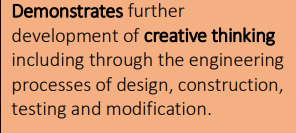 Demonstrates further
development of creative thinking
including through the engineering
processes of design, construction,
testing and modification.